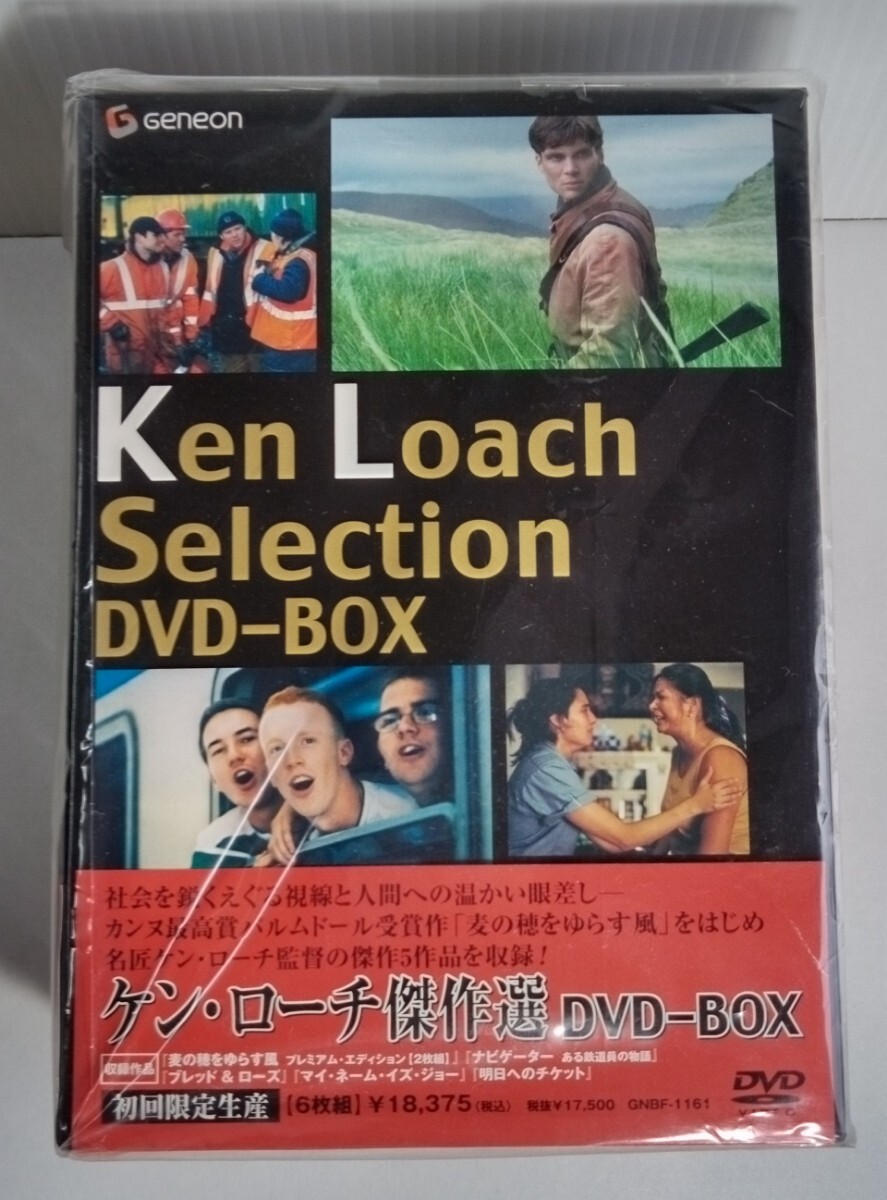 GENEON
Ken Loach
Selection
DVD-BOX
社会を鋭くえぐる視線と人間への温かい眼差し―
カンヌ最高賞パルムドール受賞作「麦の穂をゆらす風」をはじめ
名匠ケン・ローチ監督の傑作5作品を収録!
ケン・ローチ傑作選 DVD-BOX
収録作品 『麦の穂をゆらす風 プレミアム・エディション【2枚組】』『ナビゲーター ある鉄道員の物語』
『ブレッド & ローズ』『マイ・ネーム・イズ・ジョー』『明日へのチケット』
初回限定生産 【6枚組】 ¥18,375(税込) 税抜¥17,500 GNBF-1161
DVD